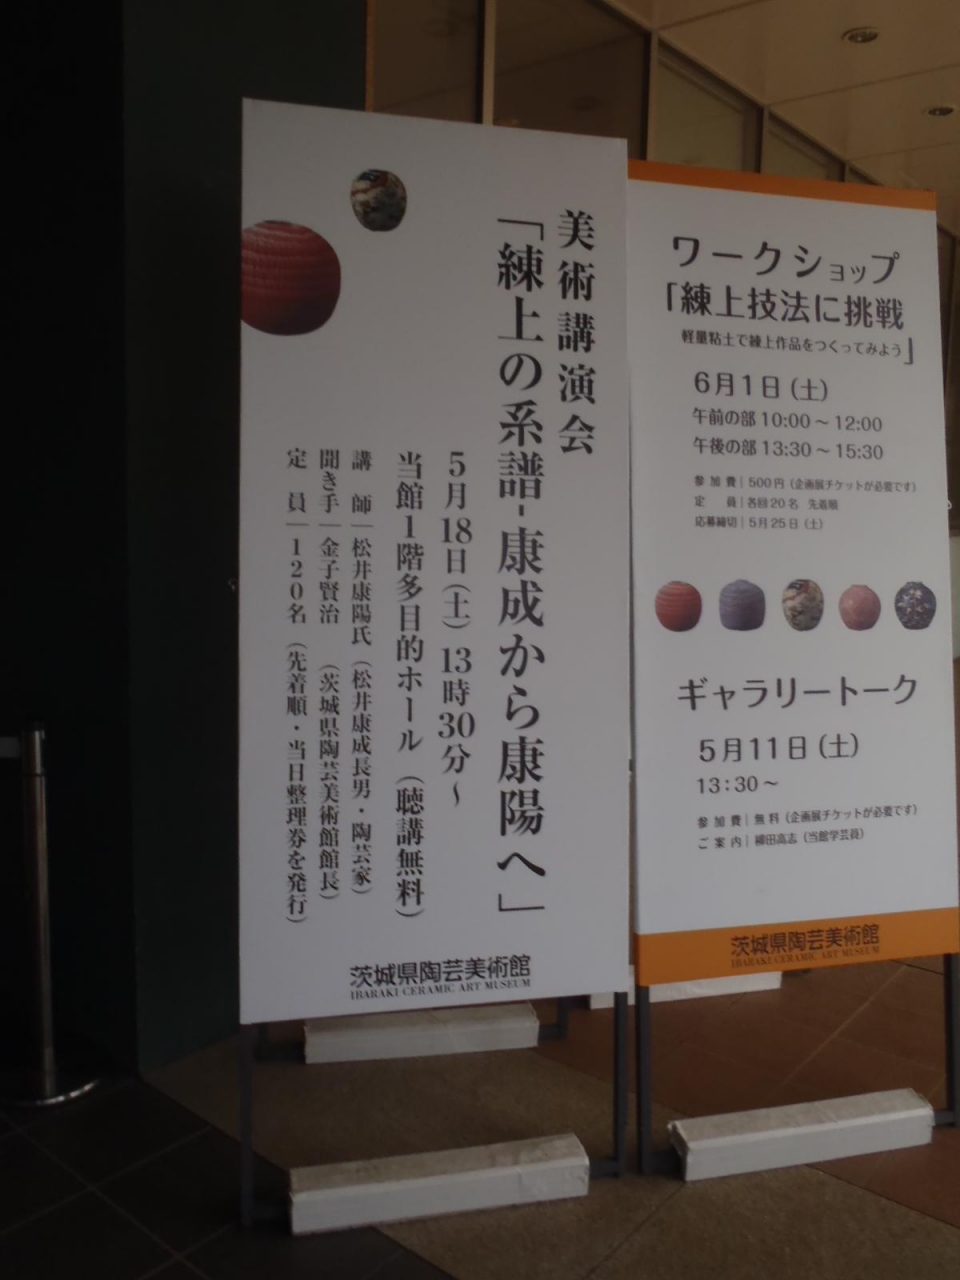 美術講演会
「練上の系譜-康成から康陽へ」
5月18日（土）13時30分〜
当館1階多目的ホール（聴講無料）
講　師｜松井康陽氏（松井康成長男・陶芸家）
聞き手｜金子賢治　（茨城県陶芸美術館館長）
定　員｜120名（先着順・当日整理券を発行）
茨城県陶芸美術館
IBARAKI CERAMIC ART MUSEUM
ワークショップ
「練上技法に挑戦
軽量粘土で練上作品をつくってみよう」
6月1日（土）
午前の部 10:00～12:00
午後の部 13:30～15:30
参加費｜500円（企画展チケットが必要です）
定　員｜各回20名　先着順
応募締切｜5月25日（土）
ギャラリートーク
5月11日（土）
13:30～
参加費｜無料（企画展チケットが必要です）
ご案内｜柳田高志（当館学芸員）
茨城県陶芸美術館
IBARAKI CERAMIC ART MUSEUM